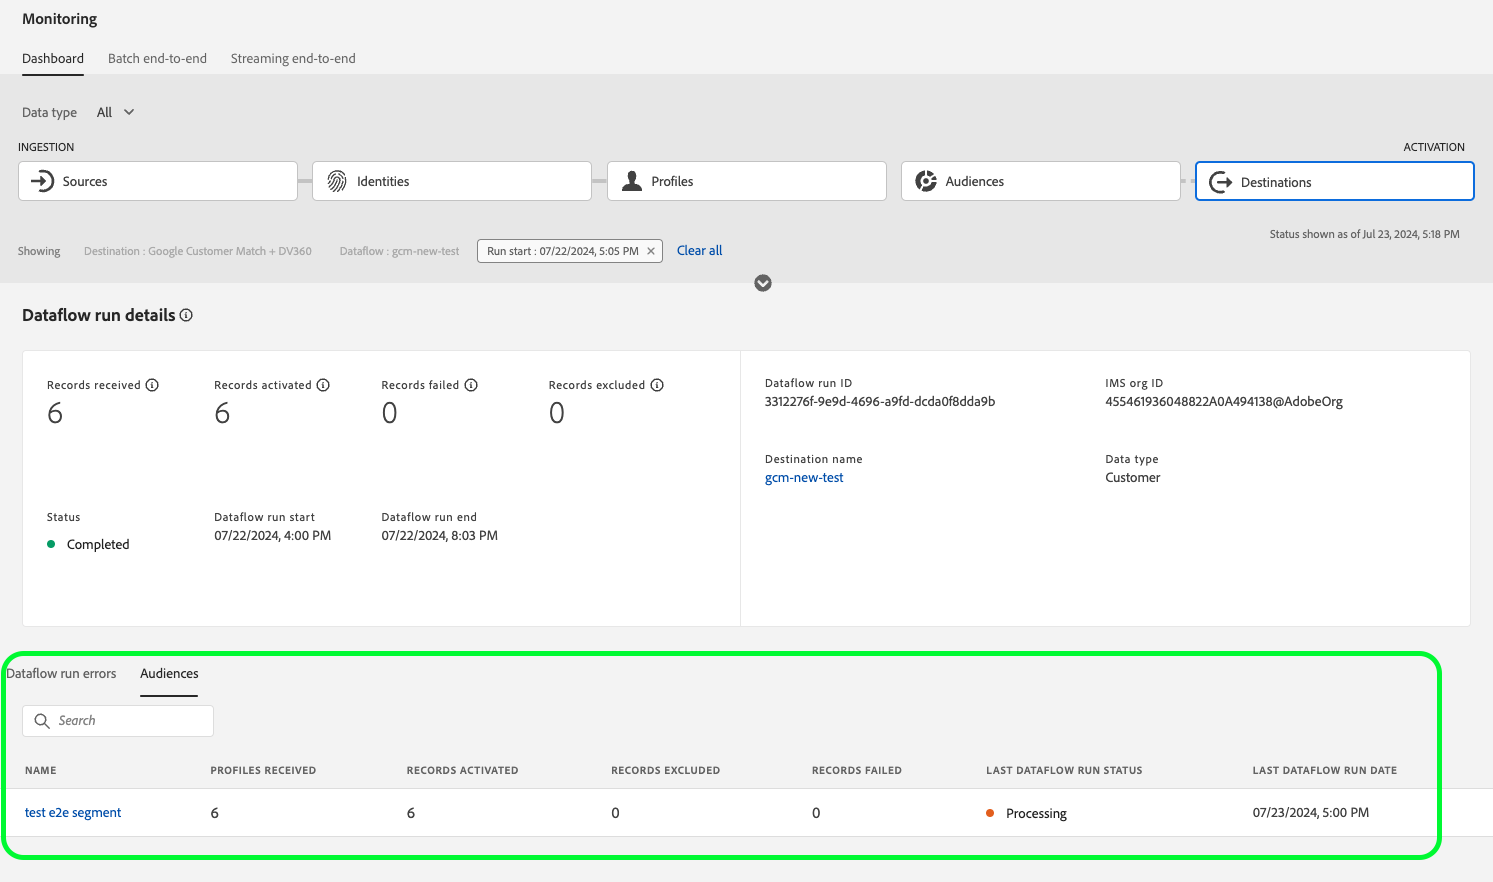 Monitoring
Dashboard Batch end-to-end Streaming end-to-end
Data type All
INGESTION ACTIVATION
Sources Identities Profiles Audiences Destinations
Status shown as of Jul 23, 2024, 5:18 PM
Showing Destination : Google Customer Match + DV360 Dataflow : gcm-new-test Run start : 07/22/2024, 5:05 PM Clear all
Dataflow run details
Records received Records activated Records failed Records excluded
6 6 0 0
Status Dataflow run start Dataflow run end
Completed 07/22/2024, 4:00 PM 07/22/2024, 8:03 PM
Dataflow run ID IMS org ID
3312276f-9e9d-4696-a9fd-dcda0f8dda9b 455461936048822A0A494138@AdobeOrg
Destination name Data type
gcm-new-test Customer
Dataflow run errors Audiences
Search
NAME PROFILES RECEIVED RECORDS ACTIVATED RECORDS EXCLUDED RECORDS FAILED LAST DATAFLOW RUN STATUS LAST DATAFLOW RUN DATE
test e2e segment 6 6 0 0 Processing 07/23/2024, 5:00 PM